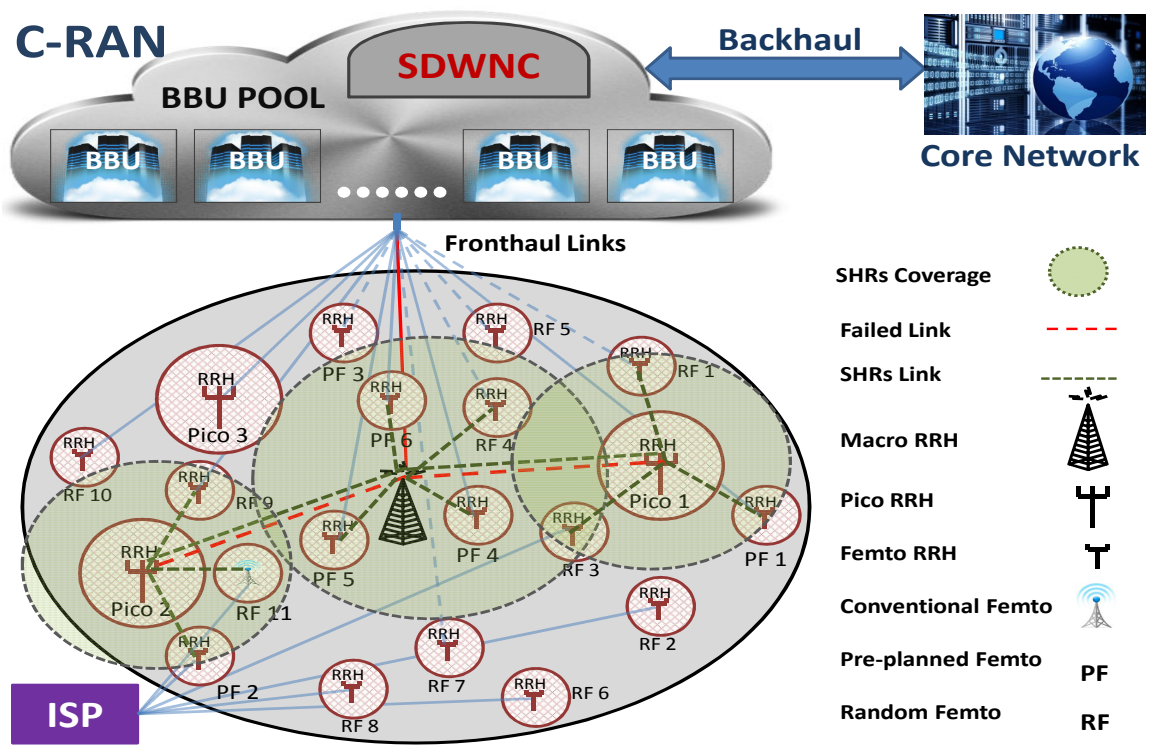 C-RAN
SDWNC
Backhaul
BBU POOL
BBU
BBU
BBU
BBU
Core Network
Fronthaul Links
SHRs Coverage
Failed Link
SHRs Link
Macro RRH
Pico RRH
Femto RRH
Conventional Femto
Pre-planned Femto
PF
Random Femto
RF
RRH
PF 3
RRH
RF 5
RRH
RF 1
RRH
Pico 3
RRH
PF 6
RRH
RF 4
RRH
Pico 1
RRH
RF 10
RRH
RF 9
RRH
PF 5
RRH
PF 4
RRH
RF 3
RRH
PF 1
RRH
Pico 2
RF 11
RRH
PF 2
RRH
RF 2
RRH
RF 7
RRH
RF 8
RRH
RF 6
ISP